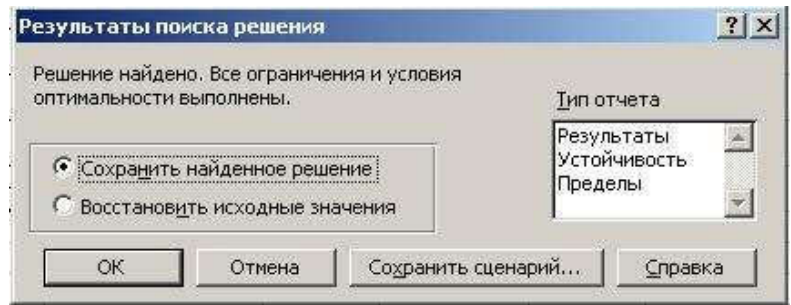 Результаты поиска решения
Решение найдено. Все ограничения и условия
оптимальности выполнены.
Тип отчета
Результаты
Устойчивость
Пределы
Сохранить найденное решение
Восстановить исходные значения
ОК
Отмена
Сохранить сценарий...
Справка